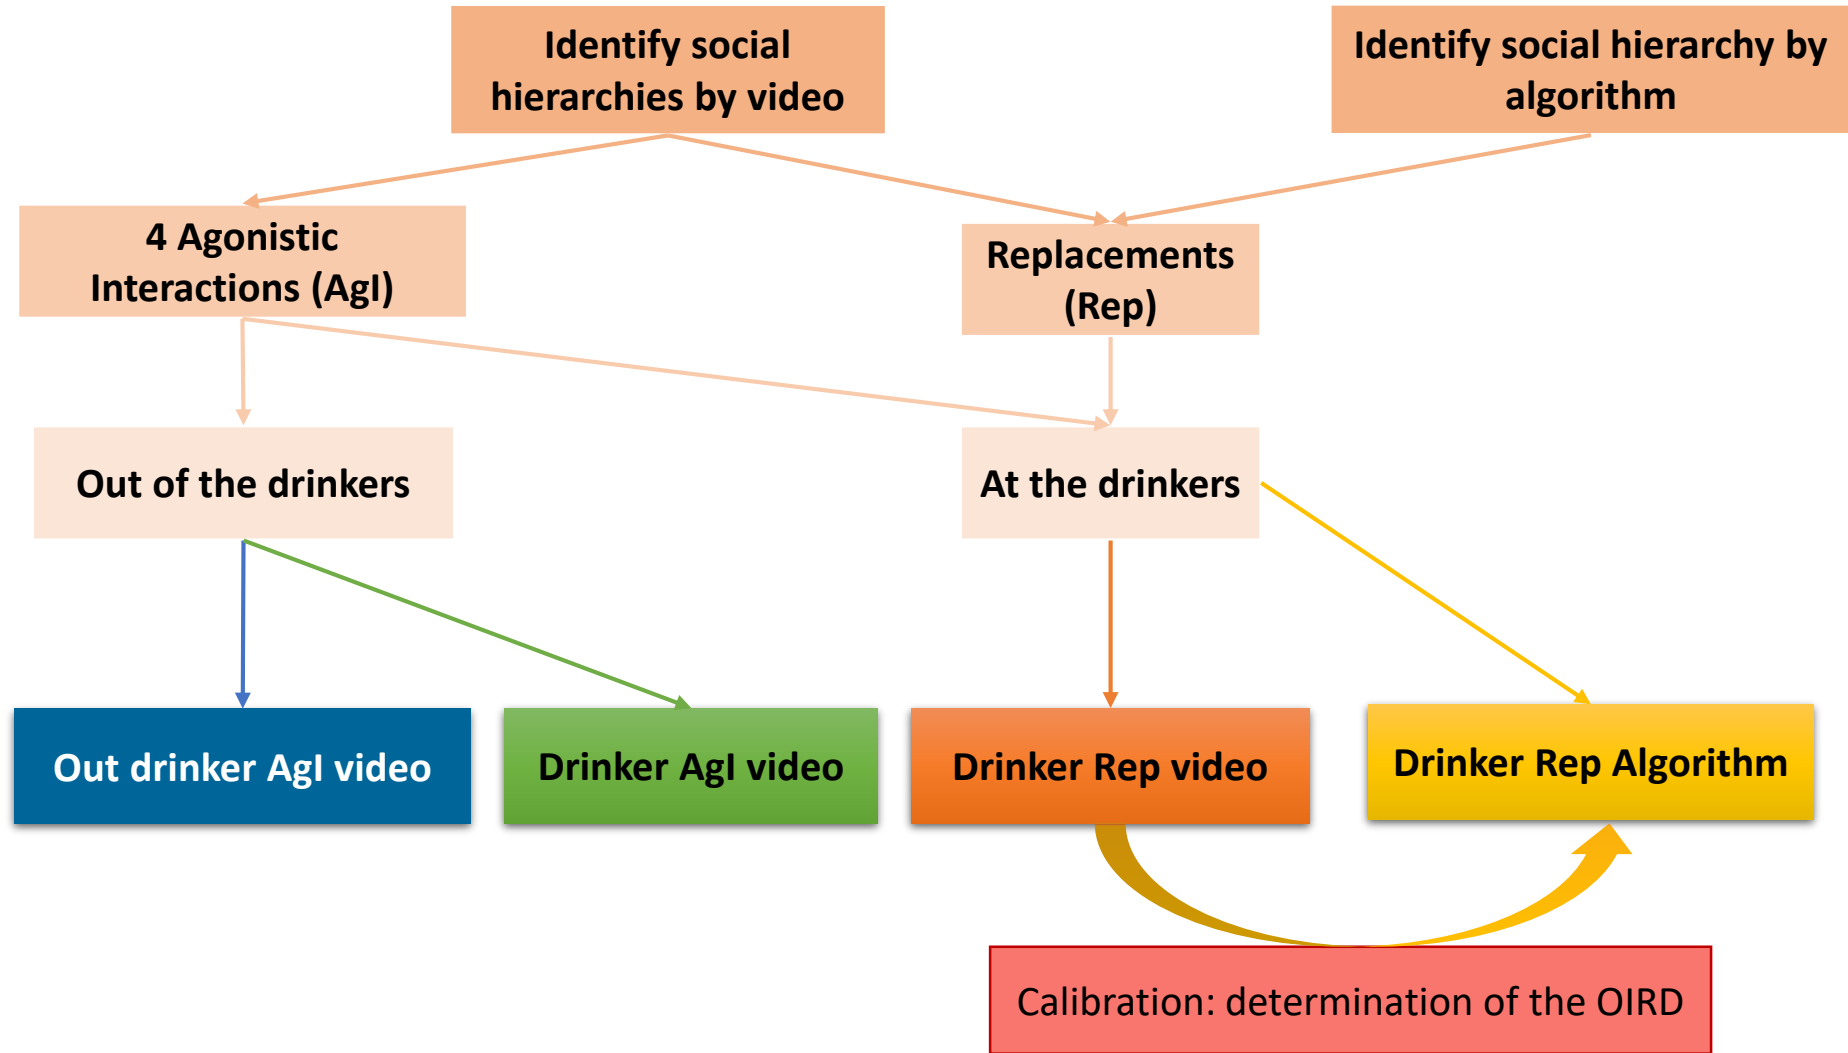 Identify social
hierarchies by video
Identify social hierarchy by
algorithm
4 Agonistic
Interactions (AgI)
Replacements
(Rep)
Out of the drinkers
At the drinkers
Out drinker AgI video
Drinker AgI video
Drinker Rep video
Drinker Rep Algorithm
Calibration: determination of the OIRD